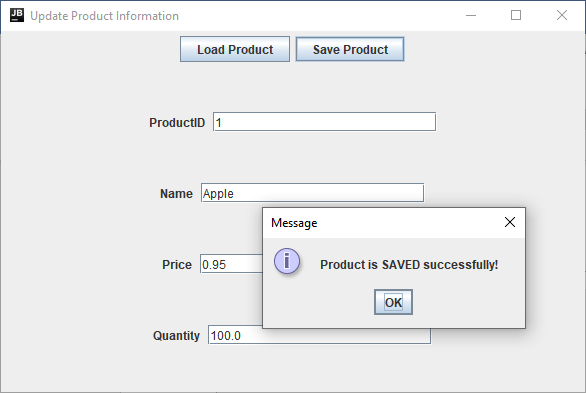 JB Update Product Information
Load Product Save Product
ProductID 1
Name Apple
Message
Price 0.95
i Product is SAVED successfully!
OK
Quantity 100.0